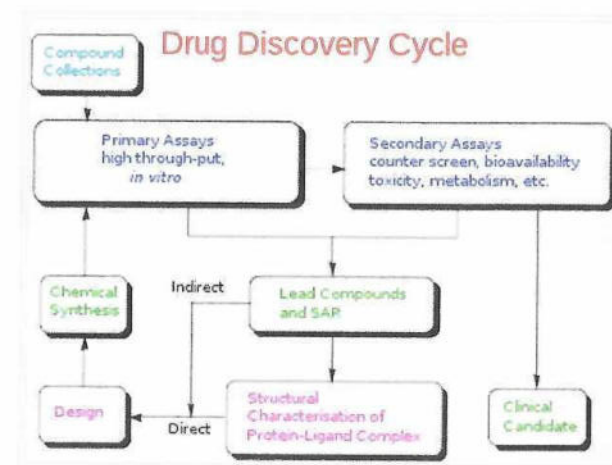 Drug Discovery Cycle
Compound
Collections
Primary Assays
high through-put,
in vitro
Secondary Assays
counter screen, bioavailability
toxicity, metabolism, etc.
Chemical
Synthesis
Indirect
Lead Compounds
and SAR
Design
Direct
Structural
Characterisation of
Protein-Ligand Complex
Clinical
Candidate